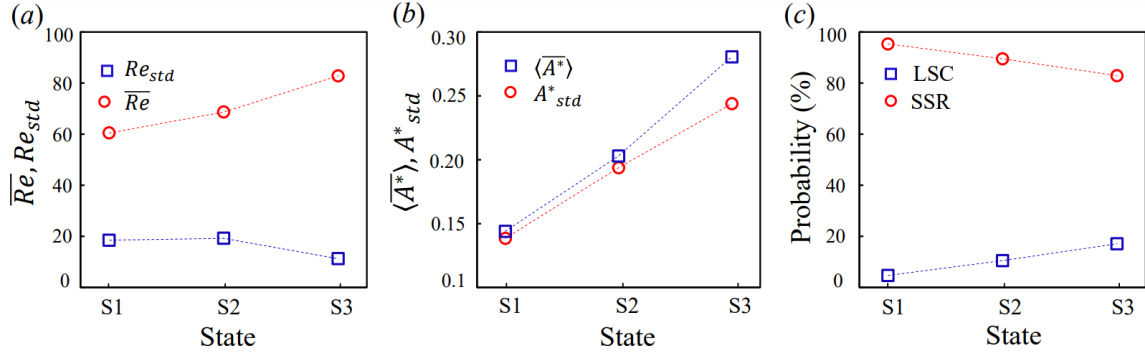 (a)
100
80
60
40
20
0
R̅e̅, Re_std
Re_std
R̅e̅
S1 S2 S3
State
(b)
0.30
0.25
0.20
0.15
0.1
⟨A̅*̅⟩, A*_std
⟨A̅*̅⟩
A*_std
S1 S2 S3
State
(c)
100
80
60
40
20
0
Probability (%)
LSC
SSR
S1 S2 S3
State